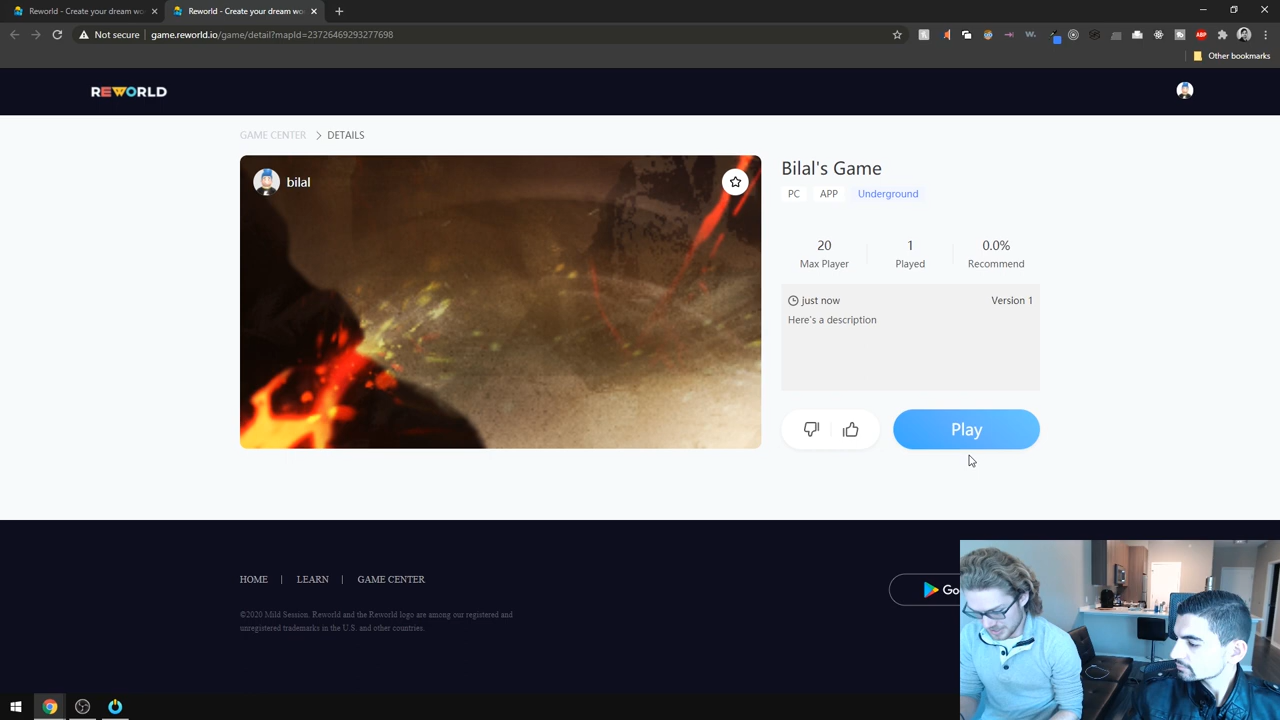 Reworld - Create your dream wo
Reworld - Create your dream wo
Not secure | game.reworld.io/game/detail?mapId=23726469293277698
ABP
Other bookmarks
REWORLD
GAME CENTER > DETAILS
bilal
Bilal's Game
PC APP Underground
20 1 0.0%
Max Player Played Recommend
just now Version 1
Here's a description
Play
HOME | LEARN | GAME CENTER
Go
©2020 Mild Session. Reworld and the Reworld logo are among our registered and
unregistered trademarks in the U.S. and other countries.